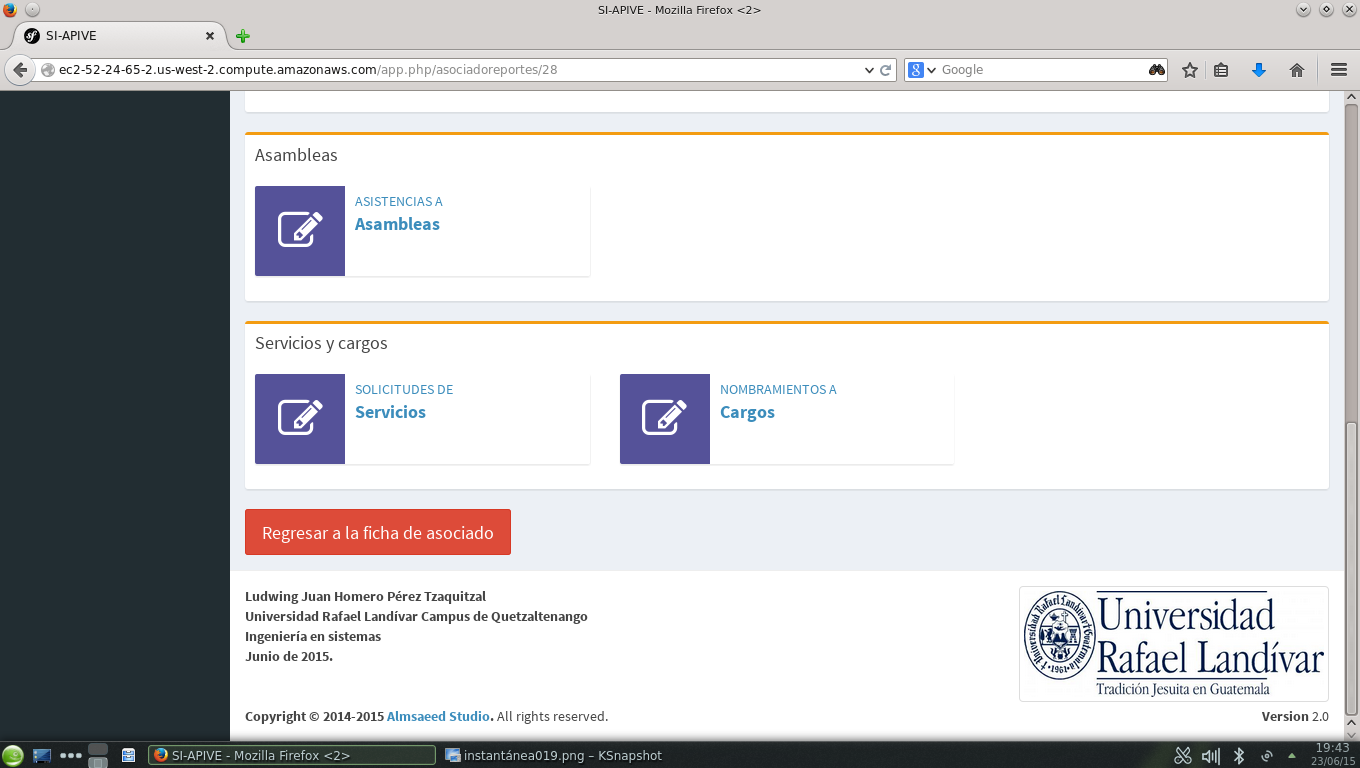 SI-APIVE - Mozilla Firefox <2>
SI-APIVE
ec2-52-24-65-2.us-west-2.compute.amazonaws.com/app.php/asociadoreportes/28
Google
Asambleas
ASISTENCIAS A
Asambleas
Servicios y cargos
SOLICITUDES DE
Servicios
NOMBRAMIENTOS A
Cargos
Regresar a la ficha de asociado
Ludwing Juan Homero Pérez Tzaquitzal
Universidad Rafael Landívar Campus de Quetzaltenango
Ingeniería en sistemas
Junio de 2015.
Universidad
Rafael Landívar
Tradición Jesuita en Guatemala
Copyright © 2014-2015 Almsaeed Studio. All rights reserved.
Version 2.0
SI-APIVE - Mozilla Firefox <2>
instantánea019.png – KSnapshot
19:43
23/06/15